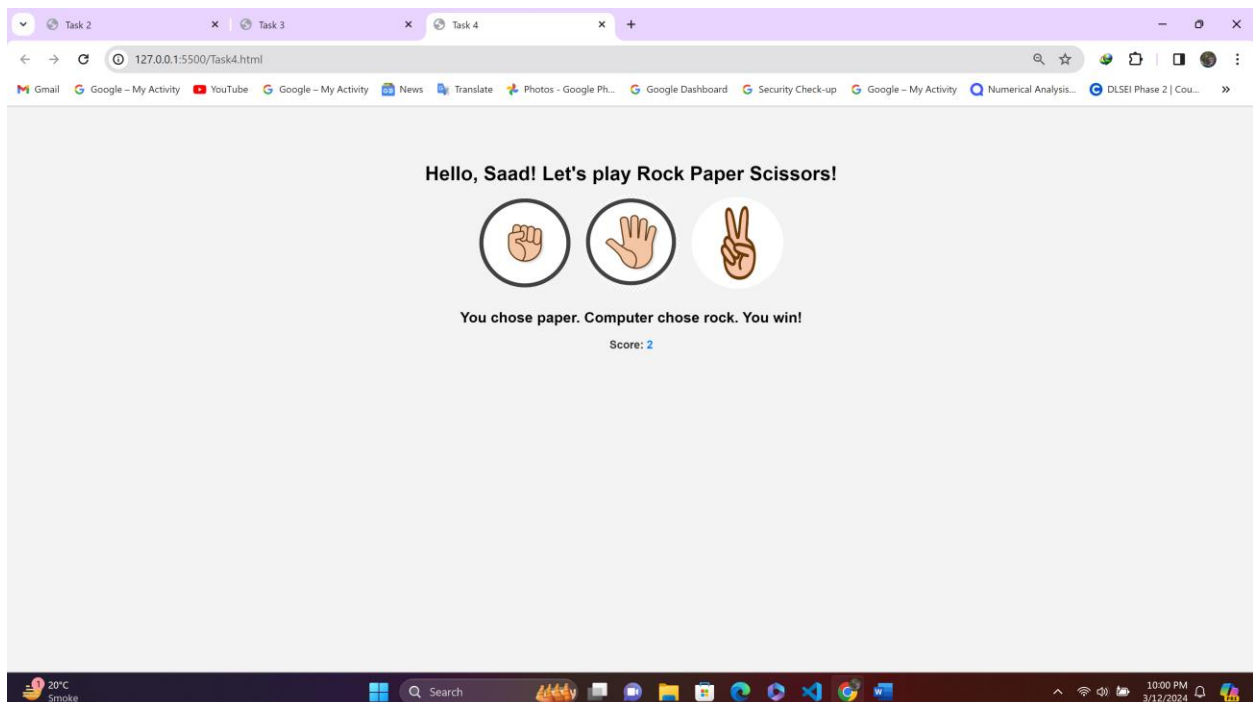 Task 2
Task 3
Task 4
127.0.0.1:5500/Task4.html
Gmail
Google – My Activity
YouTube
Google – My Activity
News
Translate
Photos - Google Ph...
Google Dashboard
Security Check-up
Google – My Activity
Numerical Analysis...
DLSEI Phase 2 | Cou...
Hello, Saad! Let's play Rock Paper Scissors!
You chose paper. Computer chose rock. You win!
Score: 2
1
20°C
Smoke
Search
10:00 PM
3/12/2024